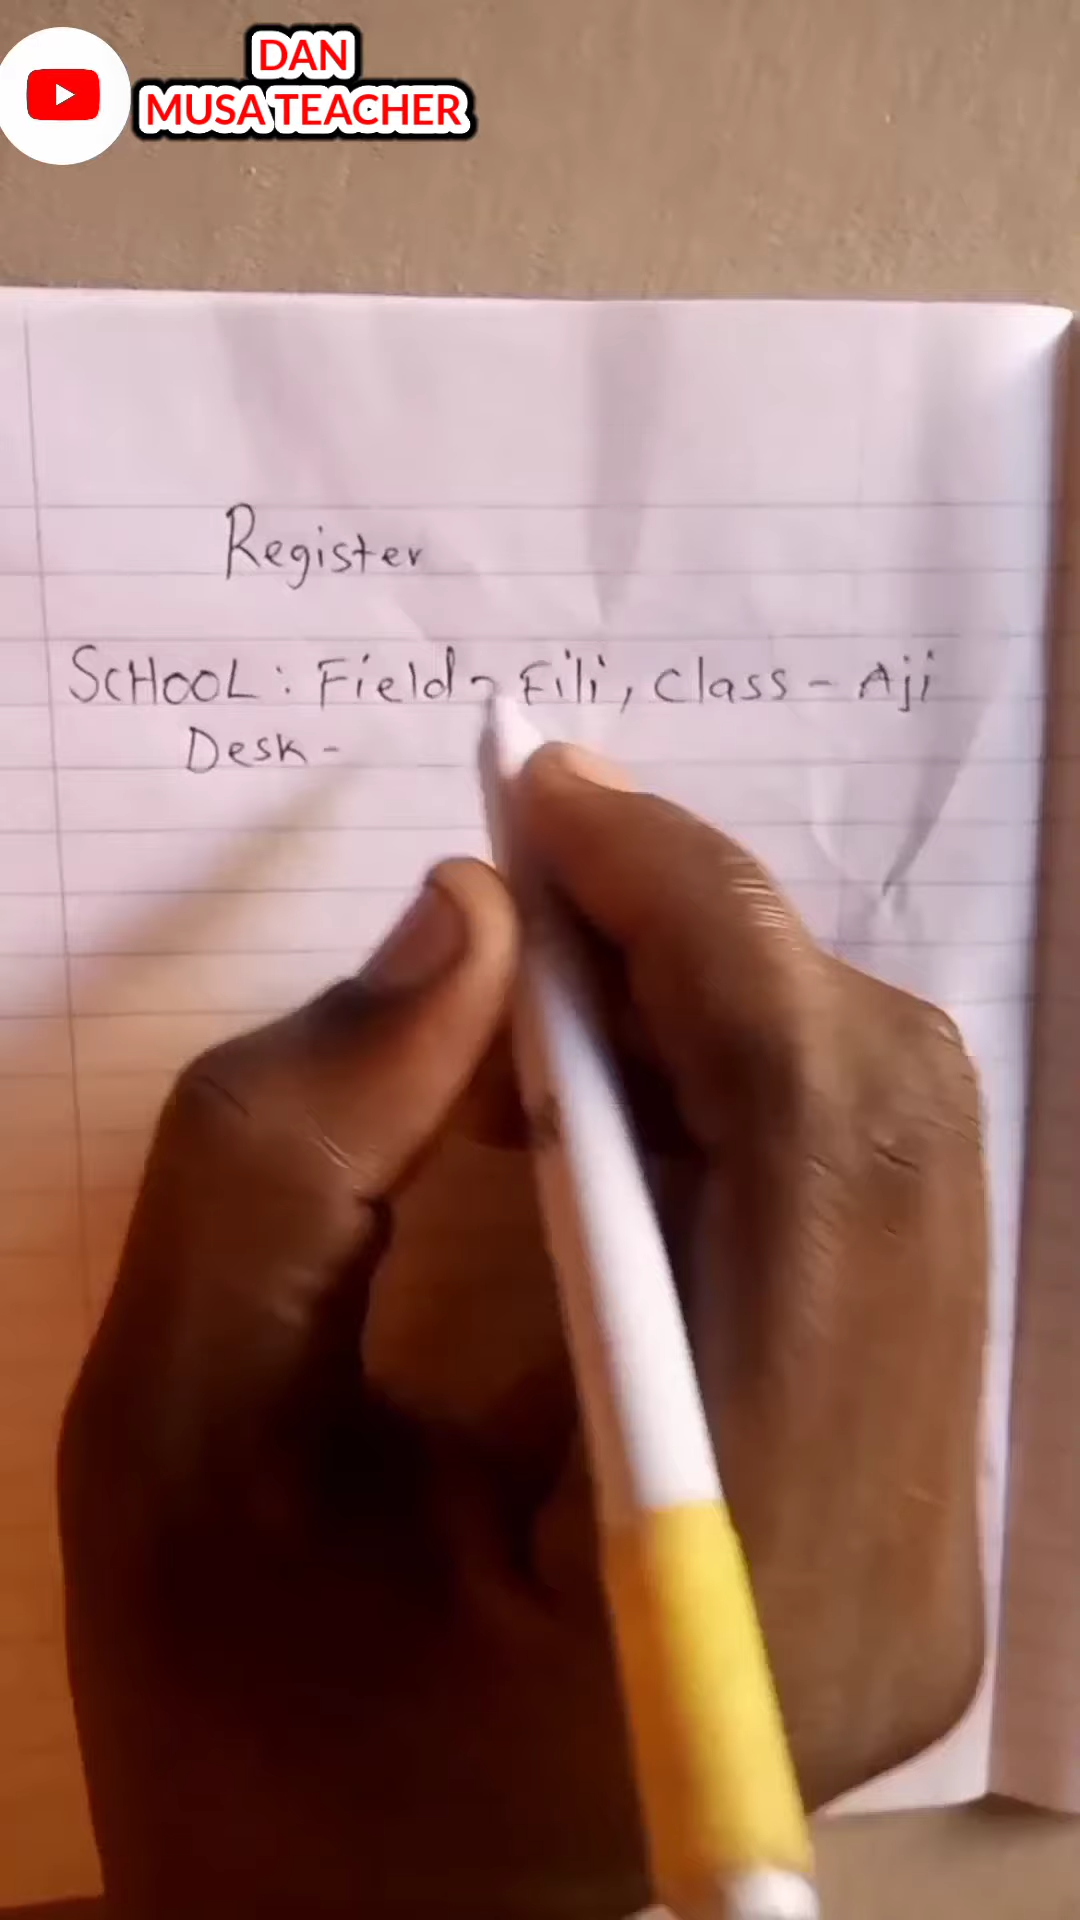 DAN
MUSA TEACHER
Register
SCHOOL: Field - Fili, Class - Aji
Desk -